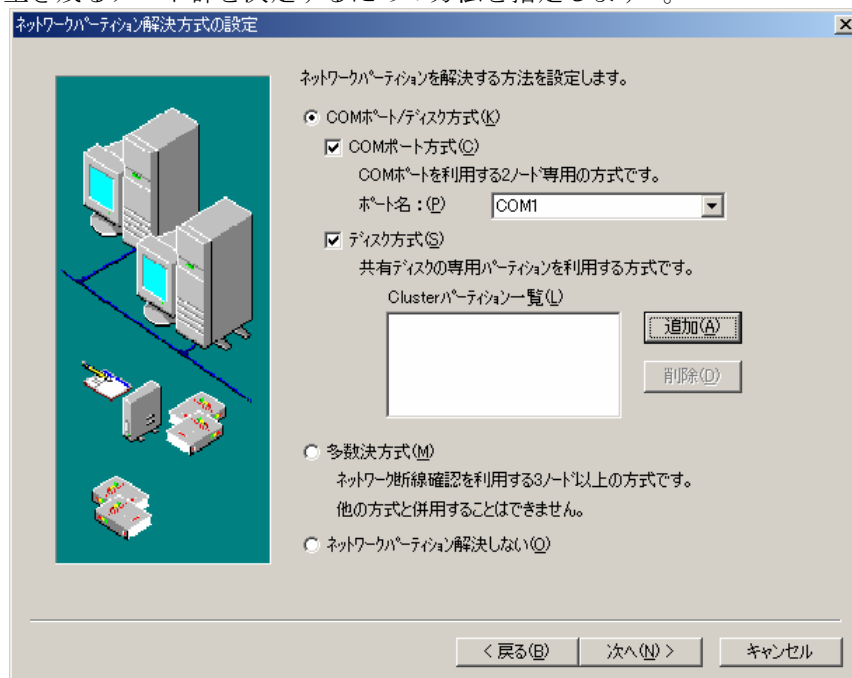 ネットワークパーティション解決方式の設定
ネットワークパーティションを解決する方法を設定します。
COMポート/ディスク方式(K)
COMポート方式(C)
COMポートを利用する2ノード専用の方式です。
ポート名:(P) COM1
ディスク方式(S)
共有ディスクの専用パーティションを利用する方式です。
Clusterパーティション一覧(L)
追加(A)
削除(D)
多数決方式(M)
ネットワーク断線確認を利用する3ノード以上の方式です。
他の方式と併用することはできません。
ネットワークパーティション解決しない(O)
< 戻る(B) 次へ(N) > キャンセル